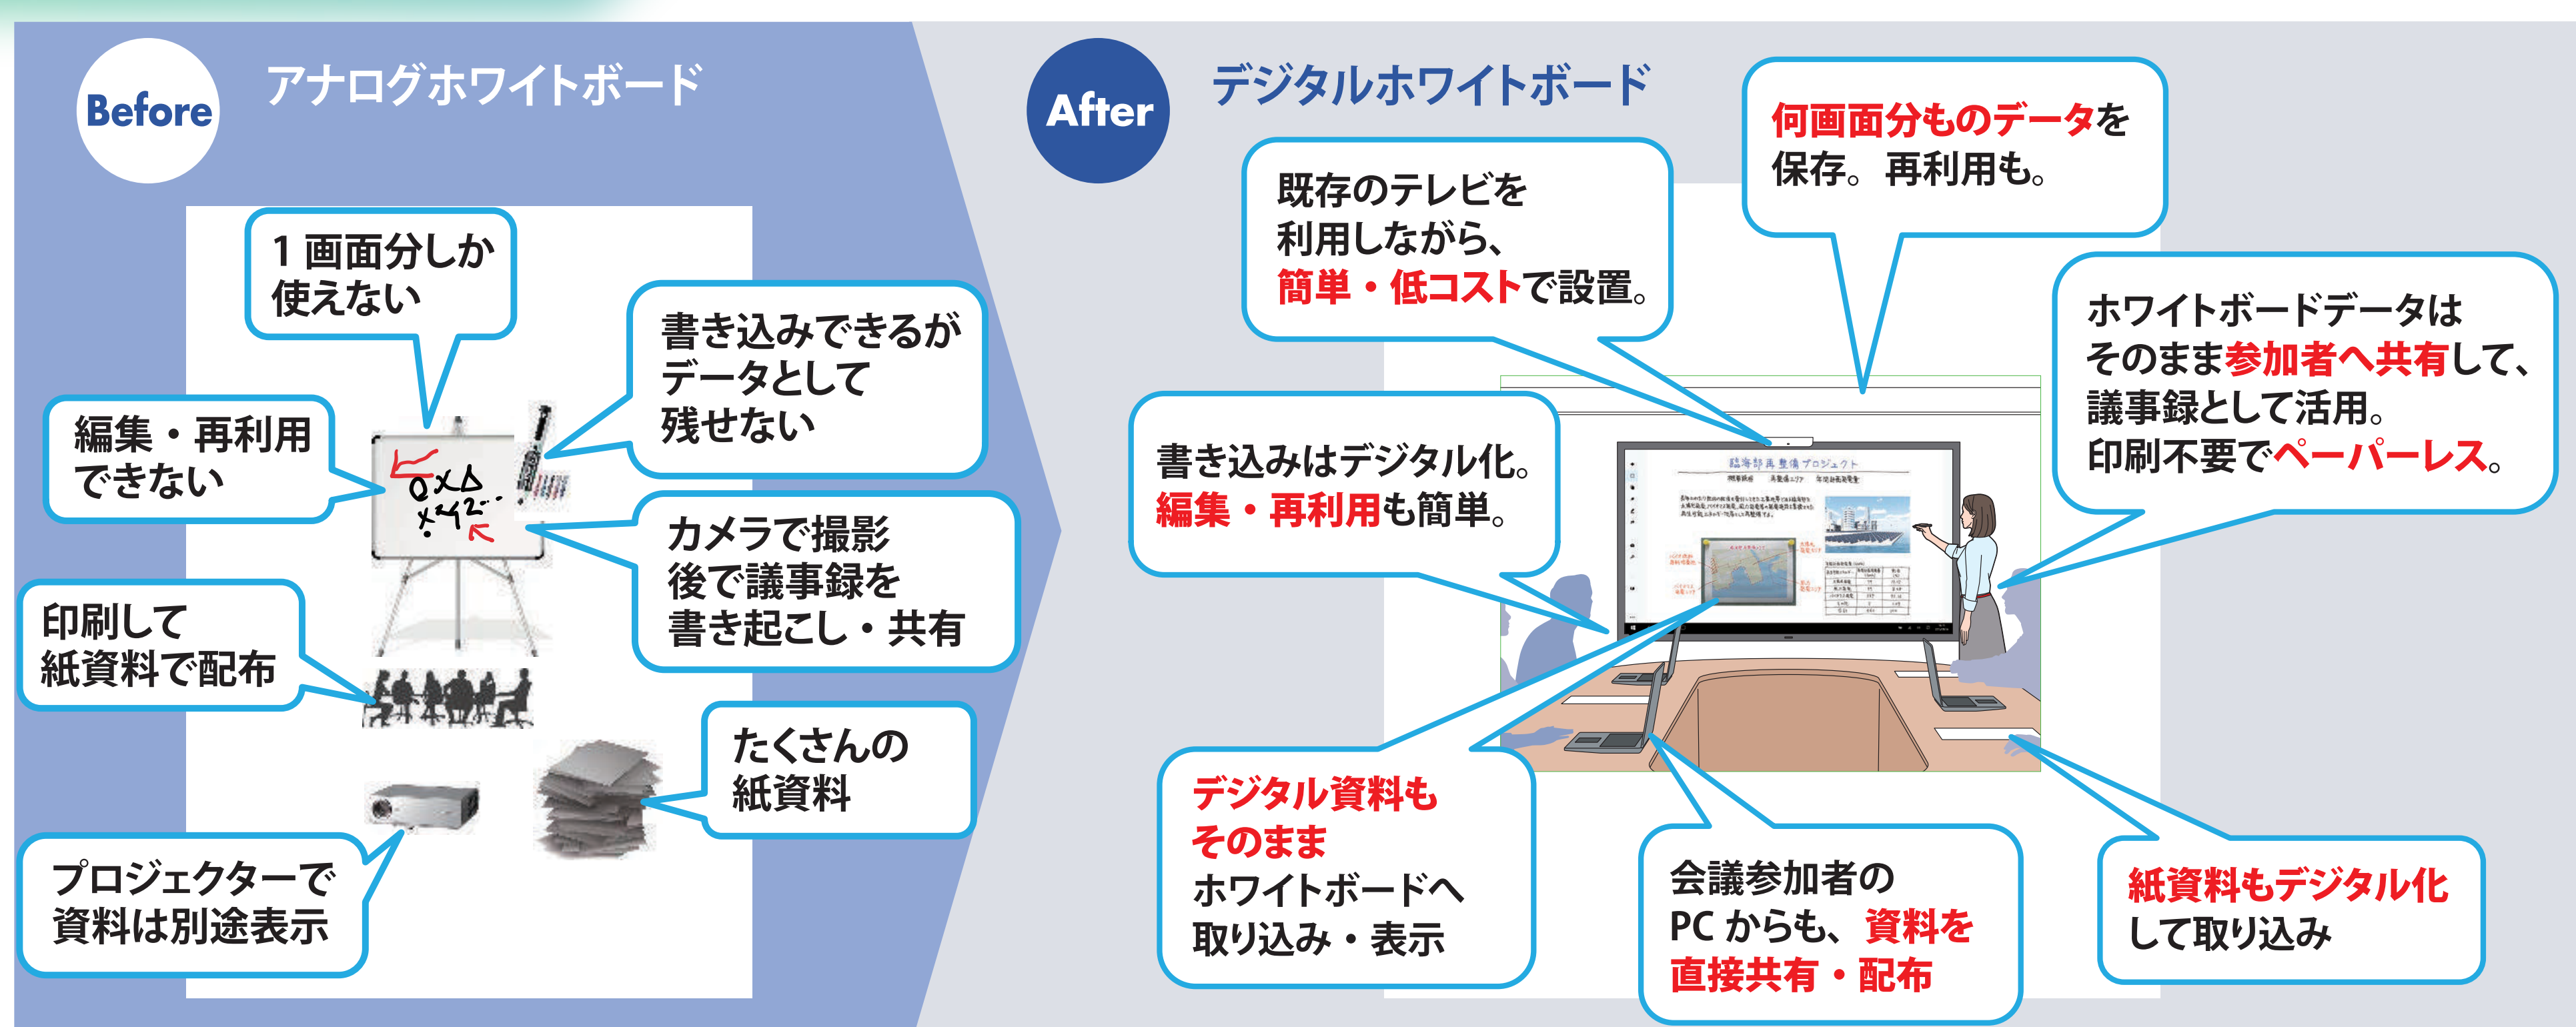 Before
アナログホワイトボード
1 画面分しか
使えない
書き込みできるが
データとして
残せない
編集・再利用
できない
カメラで撮影
後で議事録を
書き起こし・共有
印刷して
紙資料で配布
たくさんの
紙資料
プロジェクターで
資料は別途表示
After
デジタルホワイトボード
何画面分ものデータを
保存。再利用も。
既存のテレビを
利用しながら、
簡単・低コストで設置。
ホワイトボードデータは
そのまま参加者へ共有して、
議事録として活用。
印刷不要でペーパーレス。
書き込みはデジタル化。
編集・再利用も簡単。
臨海部再整備プロジェクト
デジタル資料も
そのまま
ホワイトボードへ
取り込み・表示
会議参加者の
PC からも、資料を
直接共有・配布
紙資料もデジタル化
して取り込み